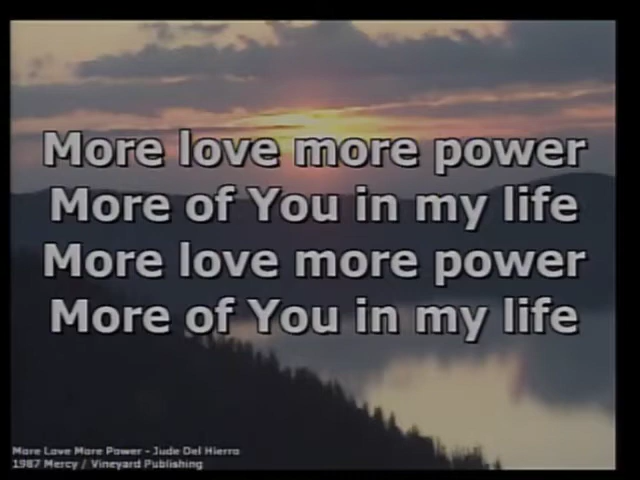 More love more power
More of You in my life
More love more power
More of You in my life
More Love More Power - Jude Del Hierro
1987 Mercy / Vineyard Publishing